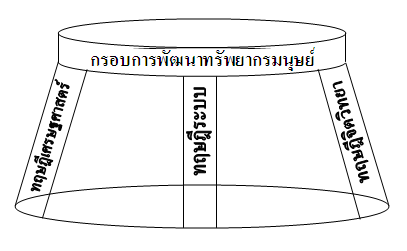 กรอบการพัฒนาทรัพยากรมนุษย์
ทฤษฎีเศรษฐศาสตร์
ทฤษฎีระบบ
ทฤษฎีจิตวิทยา